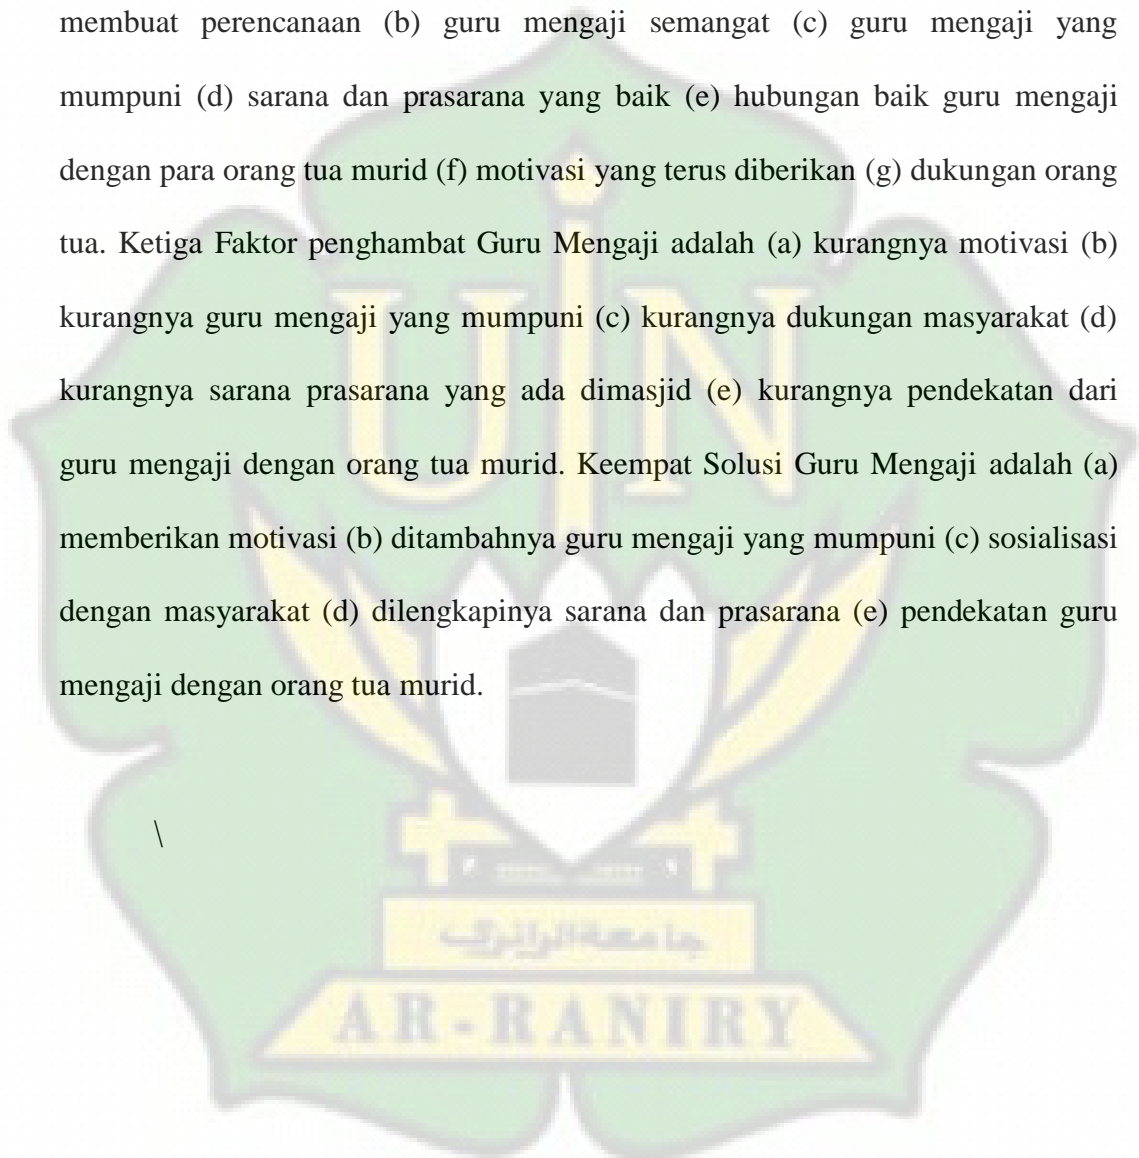 membuat perencanaan (b) guru mengaji semangat (c) guru mengaji yang
mumpuni (d) sarana dan prasarana yang baik (e) hubungan baik guru mengaji
dengan para orang tua murid (f) motivasi yang terus diberikan (g) dukungan orang
tua. Ketiga Faktor penghambat Guru Mengaji adalah (a) kurangnya motivasi (b)
kurangnya guru mengaji yang mumpuni (c) kurangnya dukungan masyarakat (d)
kurangnya sarana prasarana yang ada dimasjid (e) kurangnya pendekatan dari
guru mengaji dengan orang tua murid. Keempat Solusi Guru Mengaji adalah (a)
memberikan motivasi (b) ditambahnya guru mengaji yang mumpuni (c) sosialisasi
dengan masyarakat (d) dilengkapinya sarana dan prasarana (e) pendekatan guru
mengaji dengan orang tua murid.
\
UIN
جامعة الرانري
AR-RANIRY